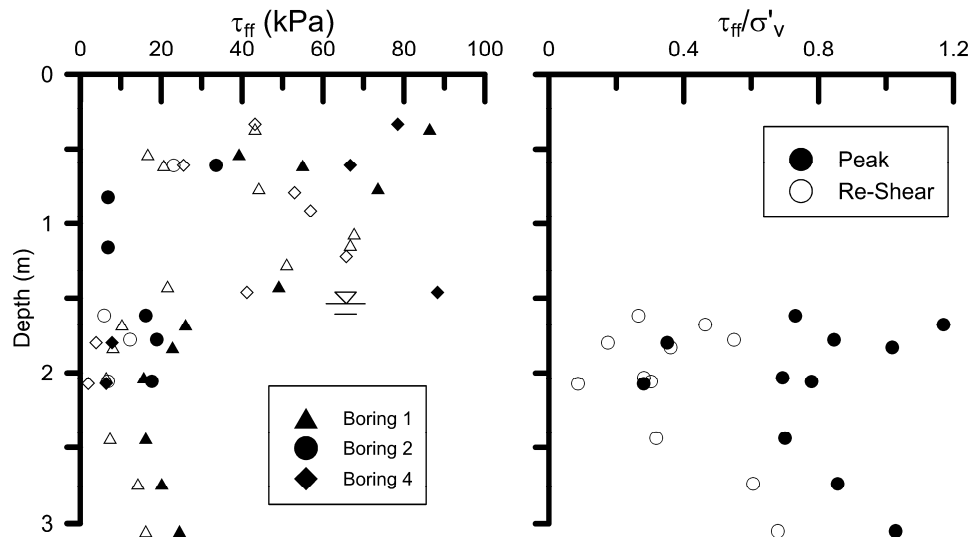 τff (kPa)
0 20 40 60 80 100
0
1
2
3
Depth (m)
Boring 1
Boring 2
Boring 4
τff/σ'v
0 0.4 0.8 1.2
Peak
Re-Shear